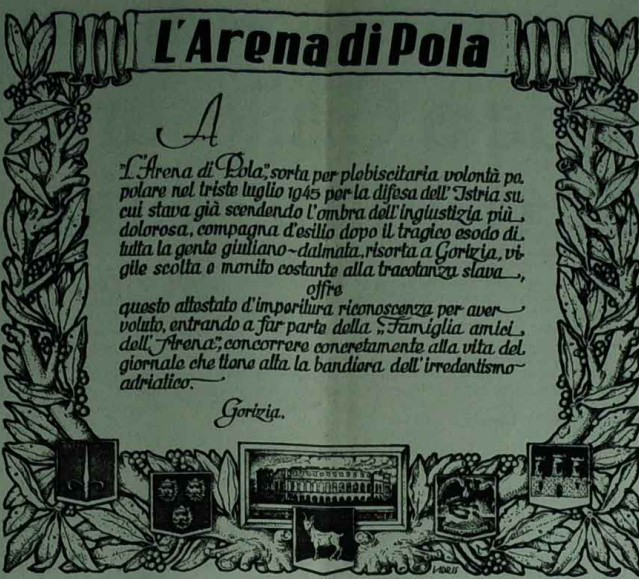 L'Arena di Pola
A
"L'Arena di Pola", sorta per plebiscitaria volontà po
polare nel triste luglio 1945 per la difesa dell'Istria su
cui stava già scendendo l'ombra dell'ingiustizia più
dolorosa, compagna d'esilio dopo il tragico esodo di
tutta la gente giuliano-dalmata, risorta a Gorizia, vi
gile scolta e monito costante alla tracotanza slava,
offre
questo attestato d'imperitura riconoscenza per aver
voluto, entrando a far parte della "Famiglia amici
dell'Arena", concorrere concretamente alla vita del
giornale che tiene alta la bandiera dell'irredentismo
adriatico.
Gorizia,